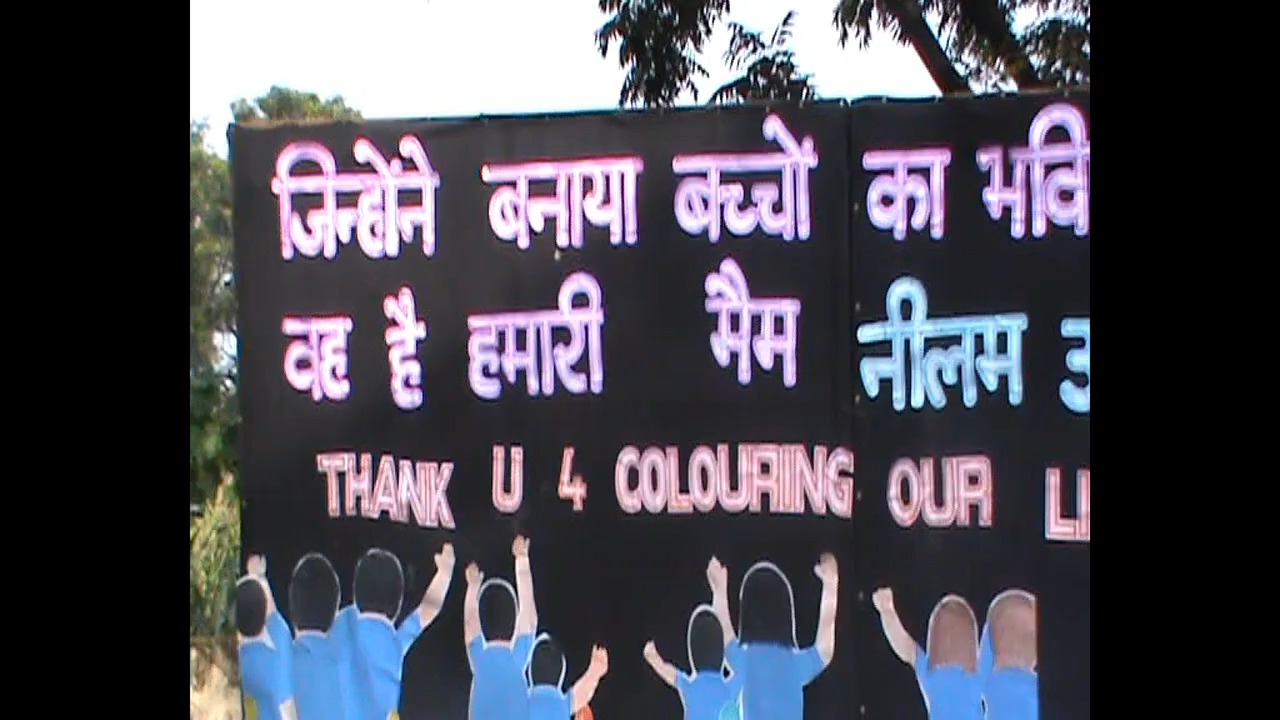 जिन्होंने बनाया बच्चों का
वह है हमारी मैम नीलम
THANK U 4 COLOURING OUR